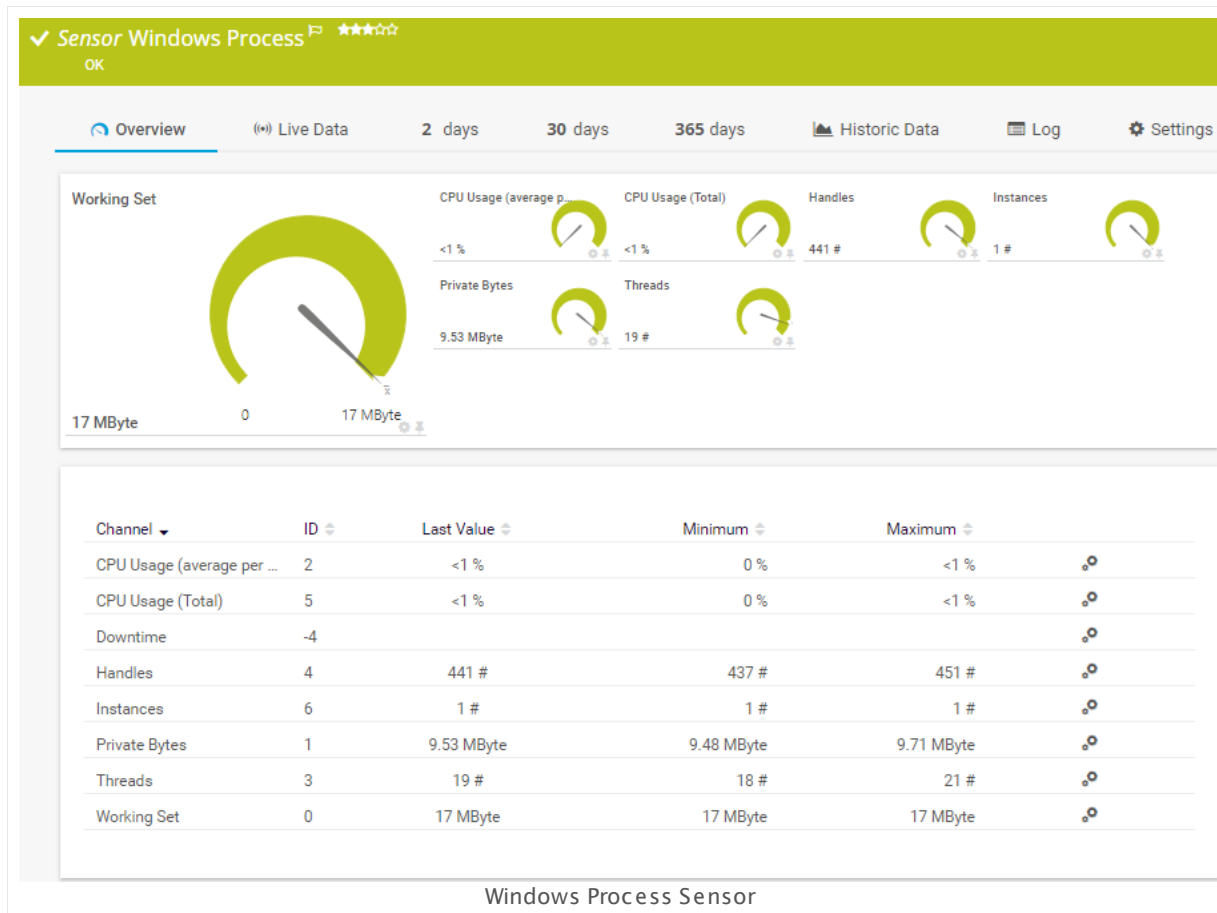 Sensor Windows Process
OK
Overview
Live Data
2 days
30 days
365 days
Historic Data
Log
Settings
Working Set
17 MByte
0
17 MByte
x̄
CPU Usage (average p...
<1 %
CPU Usage (Total)
<1 %
Handles
441 #
Instances
1 #
Private Bytes
9.53 MByte
Threads
19 #
Channel ID Last Value Minimum Maximum
CPU Usage (average per ... 2 <1 % 0 % <1 %
CPU Usage (Total) 5 <1 % 0 % <1 %
Downtime -4
Handles 4 441 # 437 # 451 #
Instances 6 1 # 1 # 1 #
Private Bytes 1 9.53 MByte 9.48 MByte 9.71 MByte
Threads 3 19 # 18 # 21 #
Working Set 0 17 MByte 17 MByte 17 MByte
Windows Process Sensor